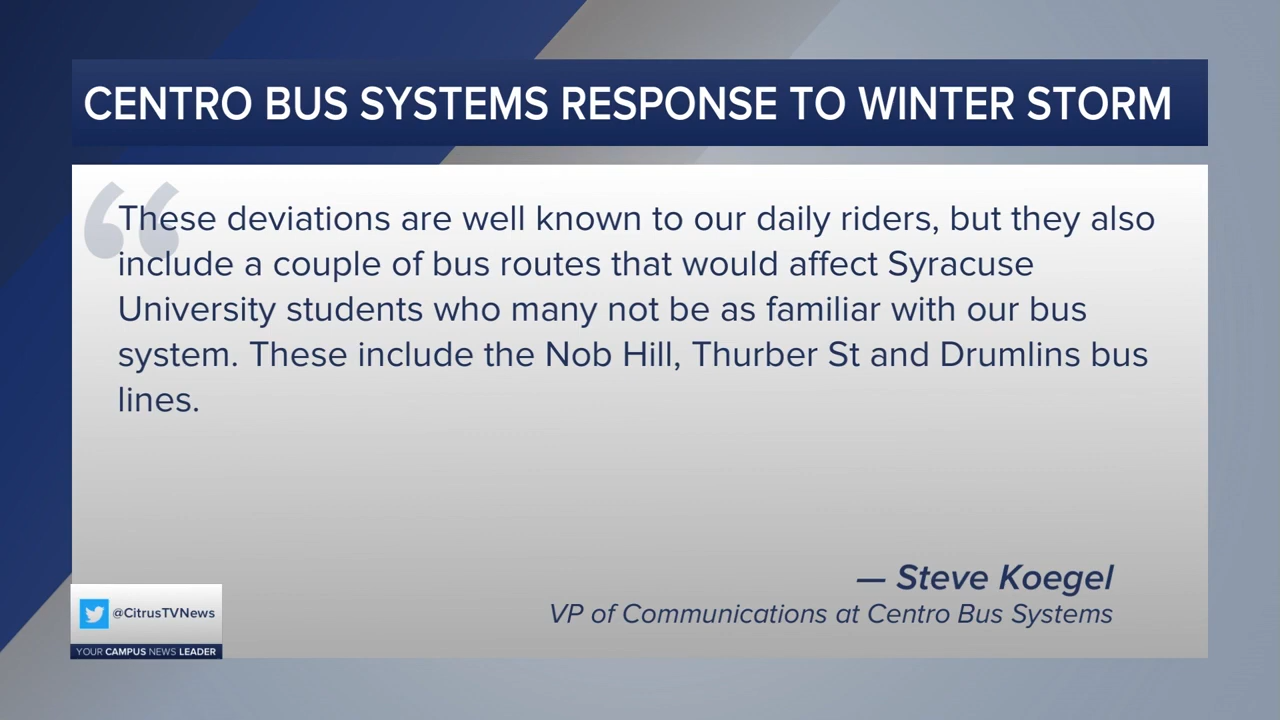 CENTRO BUS SYSTEMS RESPONSE TO WINTER STORM
“
These deviations are well known to our daily riders, but they also
include a couple of bus routes that would affect Syracuse
University students who many not be as familiar with our bus
system. These include the Nob Hill, Thurber St and Drumlins bus
lines.
— Steve Koegel
VP of Communications at Centro Bus Systems
@CitrusTVNews
YOUR CAMPUS NEWS LEADER